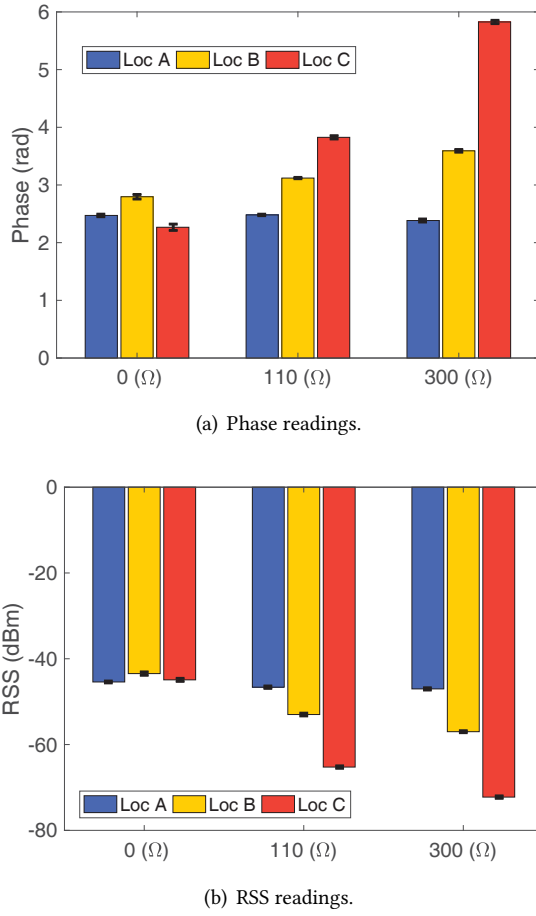 6
5
4
3
2
1
0
Phase (rad)
Loc A Loc B Loc C
0 (Ω) 110 (Ω) 300 (Ω)
(a) Phase readings.
0
-20
-40
-60
-80
RSS (dBm)
Loc A Loc B Loc C
0 (Ω) 110 (Ω) 300 (Ω)
(b) RSS readings.